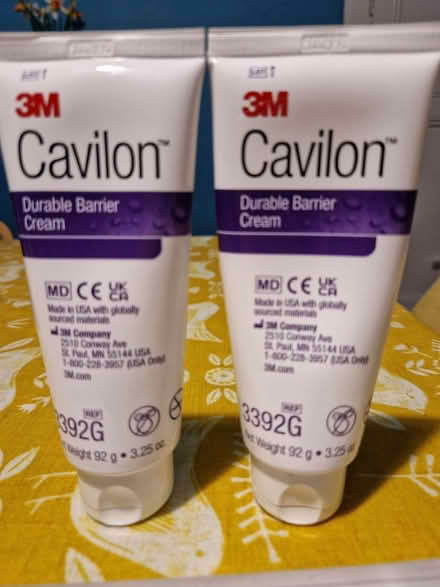 3M
Cavilon™
Durable Barrier
Cream
MD CE UK
CA
Made in USA with globally
sourced materials
3M Company
2510 Conway Ave
St. Paul, MN 55144 USA
1-800-228-3957 (USA Only)
3M.com
REF
3392G
Net Weight 92 g • 3.25 oz.
3M
Cavilon™
Durable Barrier
Cream
MD CE UK
CA
Made in USA with globally
sourced materials
3M Company
2510 Conway Ave
St. Paul, MN 55144 USA
1-800-228-3957 (USA Only)
3M.com
REF
3392G
Net Weight 92 g • 3.25